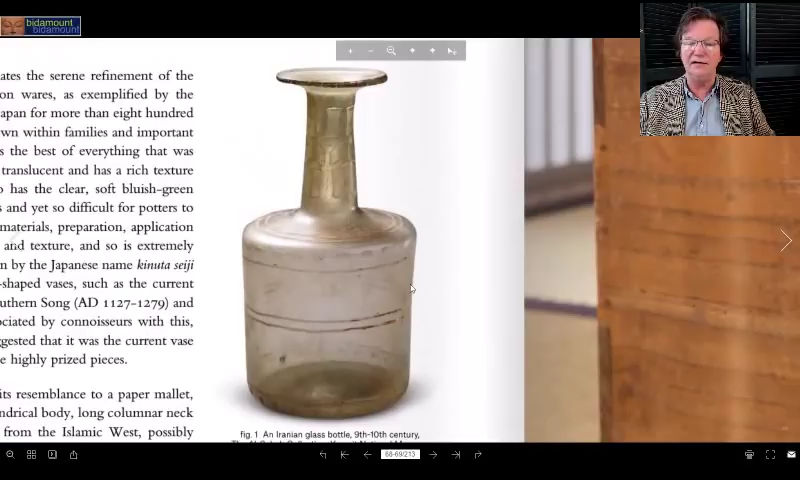 bidamount
bidamount
ates the serene refinement of the
on wares, as exemplified by the
apan for more than eight hundred
wn within families and important
s the best of everything that was
translucent and has a rich texture
o has the clear, soft bluish-green
s and yet so difficult for potters to
materials, preparation, application
and texture, and so is extremely
n by the Japanese name kinuta seiji
-shaped vases, such as the current
uthern Song (AD 1127-1279) and
ociated by connoisseurs with this,
ggested that it was the current vase
e highly prized pieces.
its resemblance to a paper mallet,
ndrical body, long columnar neck
from the Islamic West, possibly
fig. 1 An Iranian glass bottle, 9th-10th century,
68-69/213